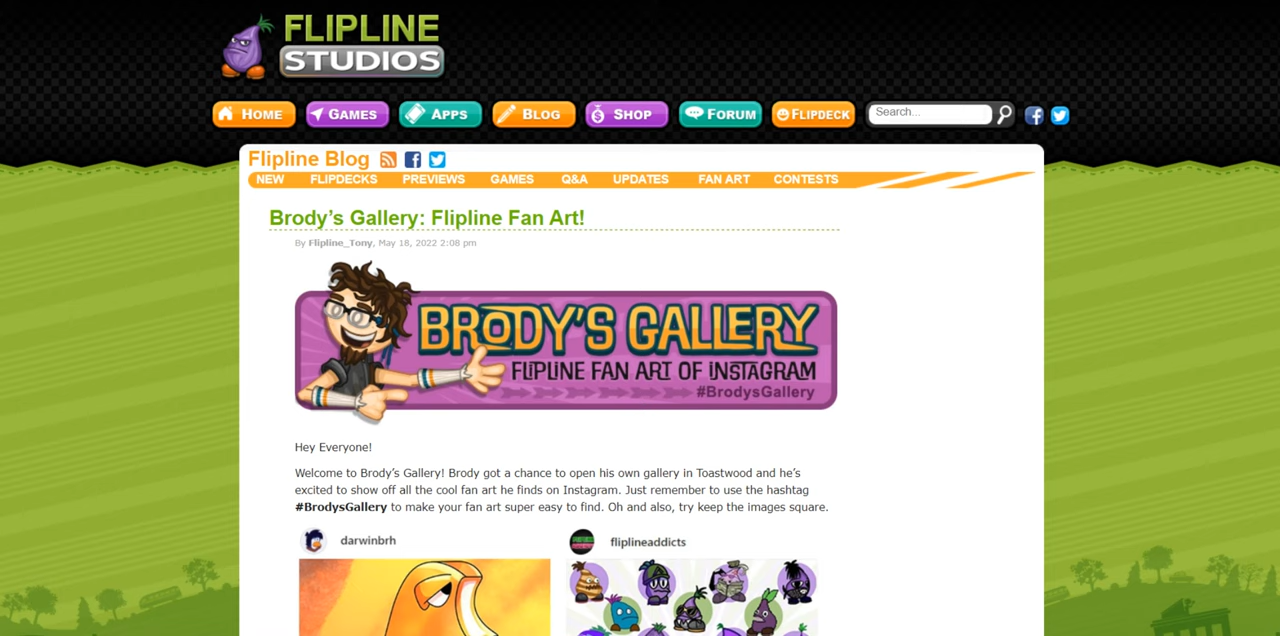 FLIPLINE
STUDIOS
HOME GAMES APPS BLOG SHOP FORUM FLIPDECK Search...
Flipline Blog
NEW FLIPDECKS PREVIEWS GAMES Q&A UPDATES FAN ART CONTESTS
Brody's Gallery: Flipline Fan Art!
By Flipline_Tony, May 18, 2022 2:08 pm
BRODY'S GALLERY
FLIPLINE FAN ART OF INSTAGRAM
#BrodysGallery
Hey Everyone!
Welcome to Brody's Gallery! Brody got a chance to open his own gallery in Toastwood and he's
excited to show off all the cool fan art he finds on Instagram. Just remember to use the hashtag
#BrodysGallery to make your fan art super easy to find. Oh and also, try keep the images square.
darwinbrh fliplineaddicts